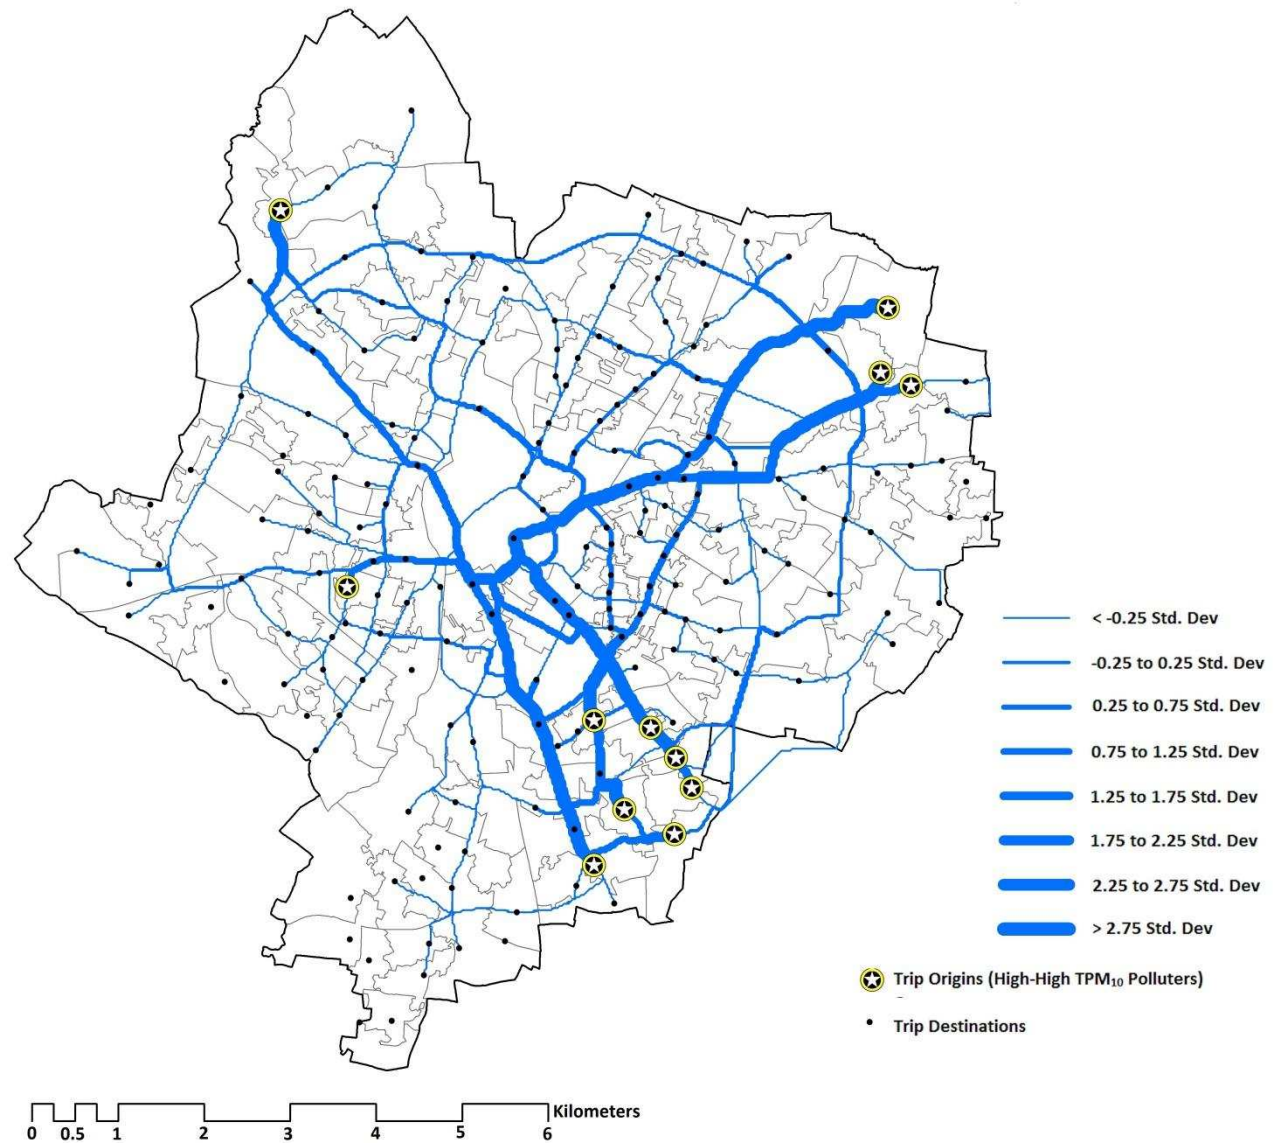 < -0.25 Std. Dev
-0.25 to 0.25 Std. Dev
0.25 to 0.75 Std. Dev
0.75 to 1.25 Std. Dev
1.25 to 1.75 Std. Dev
1.75 to 2.25 Std. Dev
2.25 to 2.75 Std. Dev
> 2.75 Std. Dev
Trip Origins (High-High TPM₁₀ Polluters)
Trip Destinations
Kilometers
0 0.5 1 2 3 4 5 6